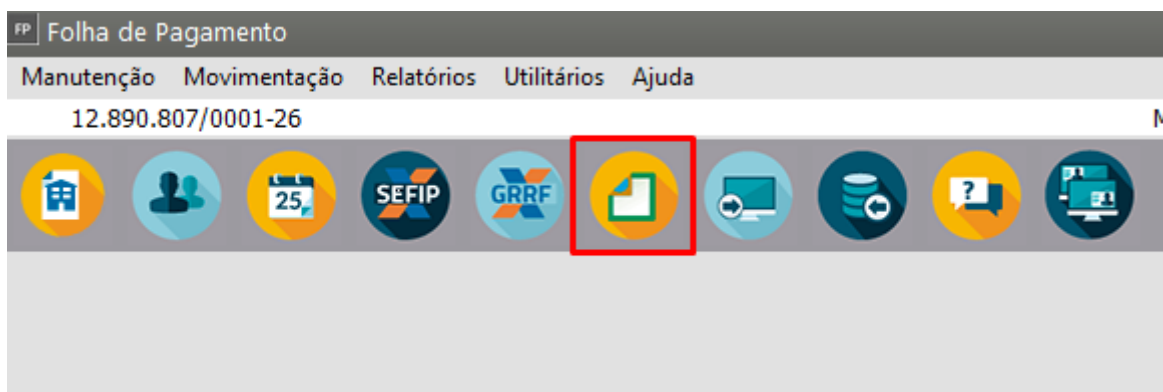 FP Folha de Pagamento
Manutenção Movimentação Relatórios Utilitários Ajuda
12.890.807/0001-26 M
25 SEFIP GRRF ?